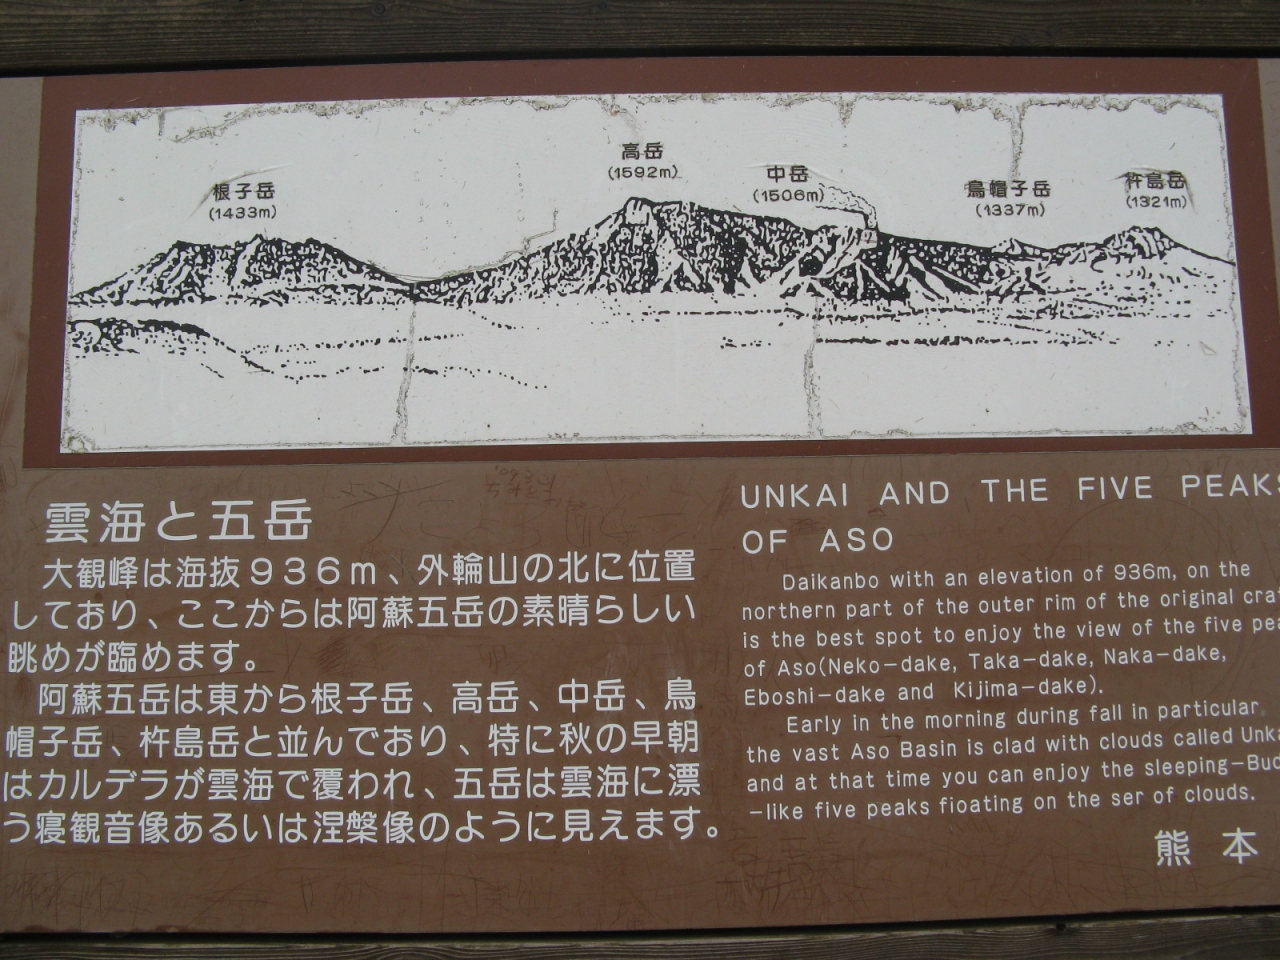 根子岳
(1433m)
高岳
(1592m)
中岳
(1506m)
烏帽子岳
(1337m)
杵島岳
(1321m)
雲海と五岳
大観峰は海抜936m、外輪山の北に位置
しており、ここからは阿蘇五岳の素晴らしい
眺めが臨めます。
阿蘇五岳は東から根子岳、高岳、中岳、烏
帽子岳、杵島岳と並んでおり、特に秋の早朝
はカルデラが雲海で覆われ、五岳は雲海に漂
う寝観音像あるいは涅槃像のように見えます。
UNKAI AND THE FIVE PEAKS
OF ASO
Daikanbo with an elevation of 936m, on the
northern part of the outer rim of the original
is the best spot to enjoy the view of the five
of Aso(Neko-dake, Taka-dake, Naka-dake,
Eboshi-dake and Kijima-dake).
Early in the morning during fall in particular
the vast Aso Basin is clad with clouds called
and at that time you can enjoy the
-like five peaks fioating on the ser of clouds.
熊本